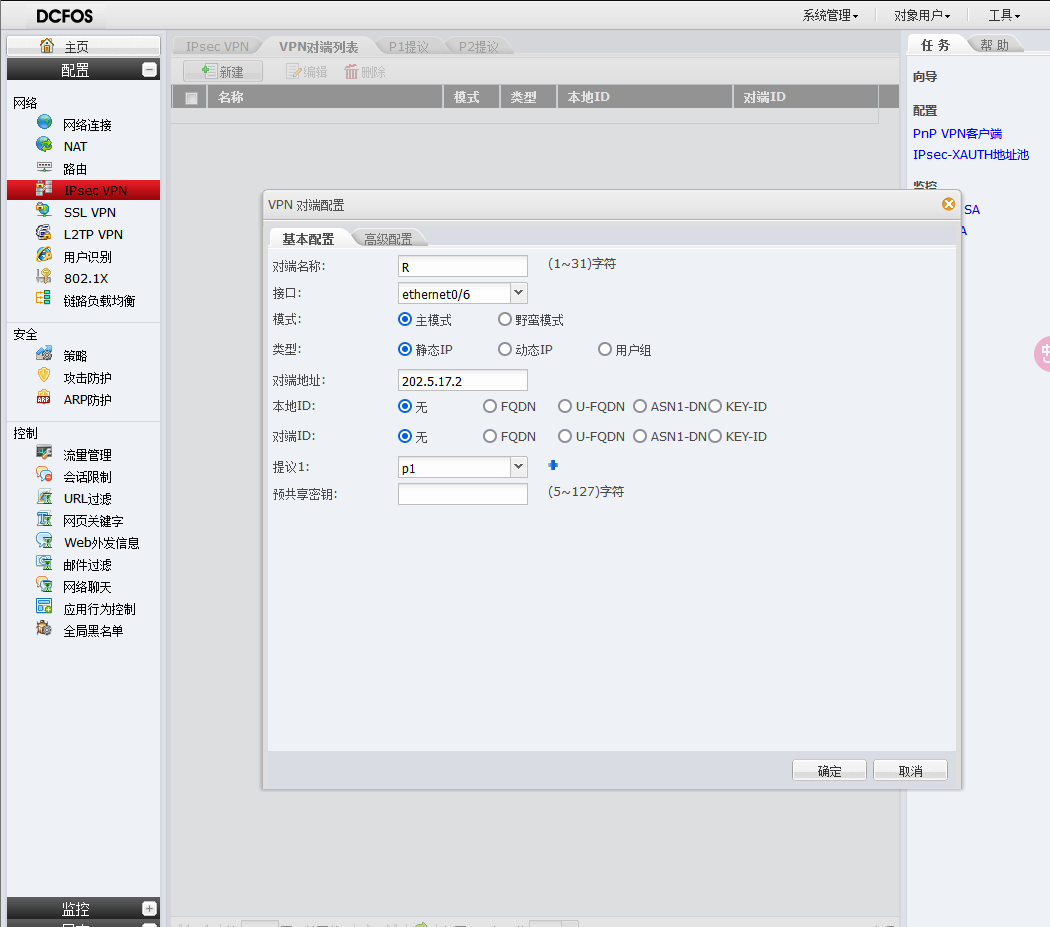 DCFOS
系统管理
对象用户
工具
主页
配置
网络
网络连接
NAT
路由
IPsec VPN
SSL VPN
L2TP VPN
用户识别
802.1X
链路负载均衡
安全
策略
攻击防护
ARP防护
控制
流量管理
会话限制
URL过滤
网页关键字
Web外发信息
邮件过滤
网络聊天
应用行为控制
全局黑名单
监控
IPsec VPN
VPN对端列表
P1提议
P2提议
新建
编辑
删除
名称
模式
类型
本地ID
对端ID
VPN 对端配置
基本配置
高级配置
对端名称: R (1~31)字符
接口: ethernet0/6
模式: 主模式 野蛮模式
类型: 静态IP 动态IP 用户组
对端地址: 202.5.17.2
本地ID: 无 FQDN U-FQDN ASN1-DN KEY-ID
对端ID: 无 FQDN U-FQDN ASN1-DN KEY-ID
提议1: p1
预共享密钥: (5~127)字符
确定
取消
任 务
帮 助
向导
配置
PnP VPN客户端
IPsec-XAUTH地址池
监控
SA
A